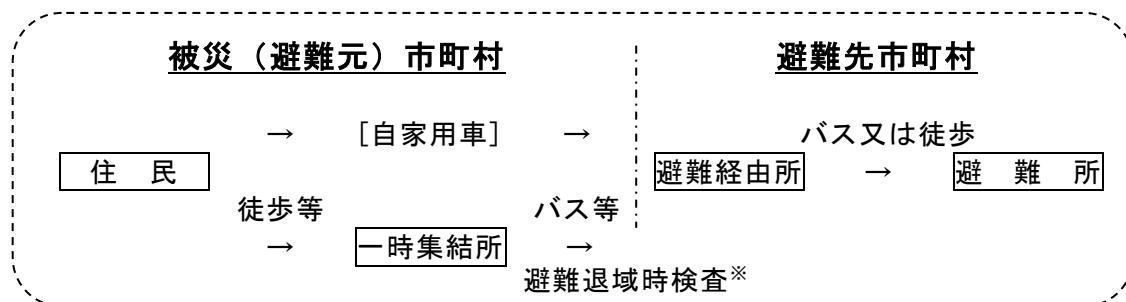 被災（避難元）市町村 避難先市町村
→ ［自家用車］ → バス又は徒歩
住 民 避難経由所 → 避 難 所
徒歩等 バス等
→ 一時集結所 →
避難退域時検査※